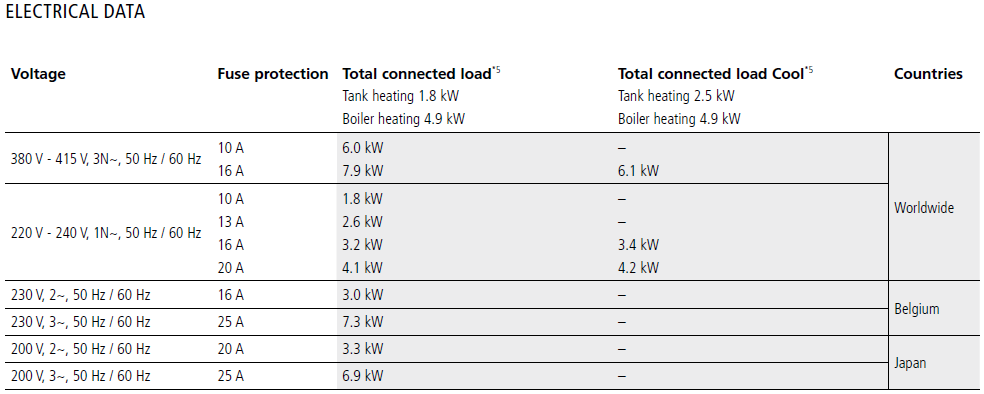 ELECTRICAL DATA
Voltage Fuse protection Total connected load*5 Total connected load Cool*5 Countries
Tank heating 1.8 kW Tank heating 2.5 kW
Boiler heating 4.9 kW Boiler heating 4.9 kW
380 V - 415 V, 3N~, 50 Hz / 60 Hz 10 A 6.0 kW – Worldwide
16 A 7.9 kW 6.1 kW
220 V - 240 V, 1N~, 50 Hz / 60 Hz 10 A 1.8 kW –
13 A 2.6 kW –
16 A 3.2 kW 3.4 kW
20 A 4.1 kW 4.2 kW
230 V, 2~, 50 Hz / 60 Hz 16 A 3.0 kW – Belgium
230 V, 3~, 50 Hz / 60 Hz 25 A 7.3 kW –
200 V, 2~, 50 Hz / 60 Hz 20 A 3.3 kW – Japan
200 V, 3~, 50 Hz / 60 Hz 25 A 6.9 kW –